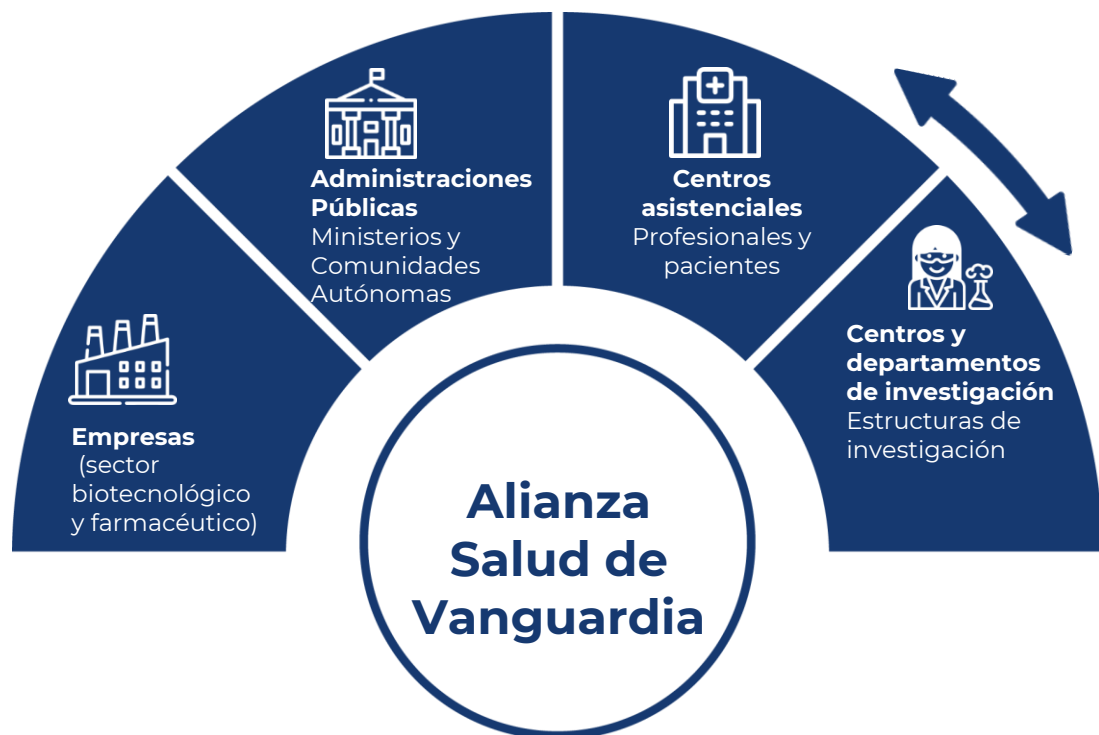 Administraciones
Públicas
Ministerios y
Comunidades
Autónomas
Centros
asistenciales
Profesionales y
pacientes
Centros y
departamentos
de investigación
Estructuras de
investigación
Empresas
(sector
biotecnológico
y farmacéutico)
Alianza
Salud de
Vanguardia